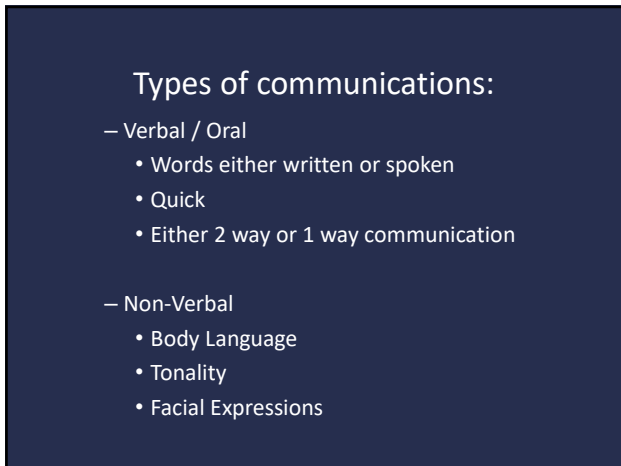 Types of communications:
– Verbal / Oral
• Words either written or spoken
• Quick
• Either 2 way or 1 way communication
– Non-Verbal
• Body Language
• Tonality
• Facial Expressions